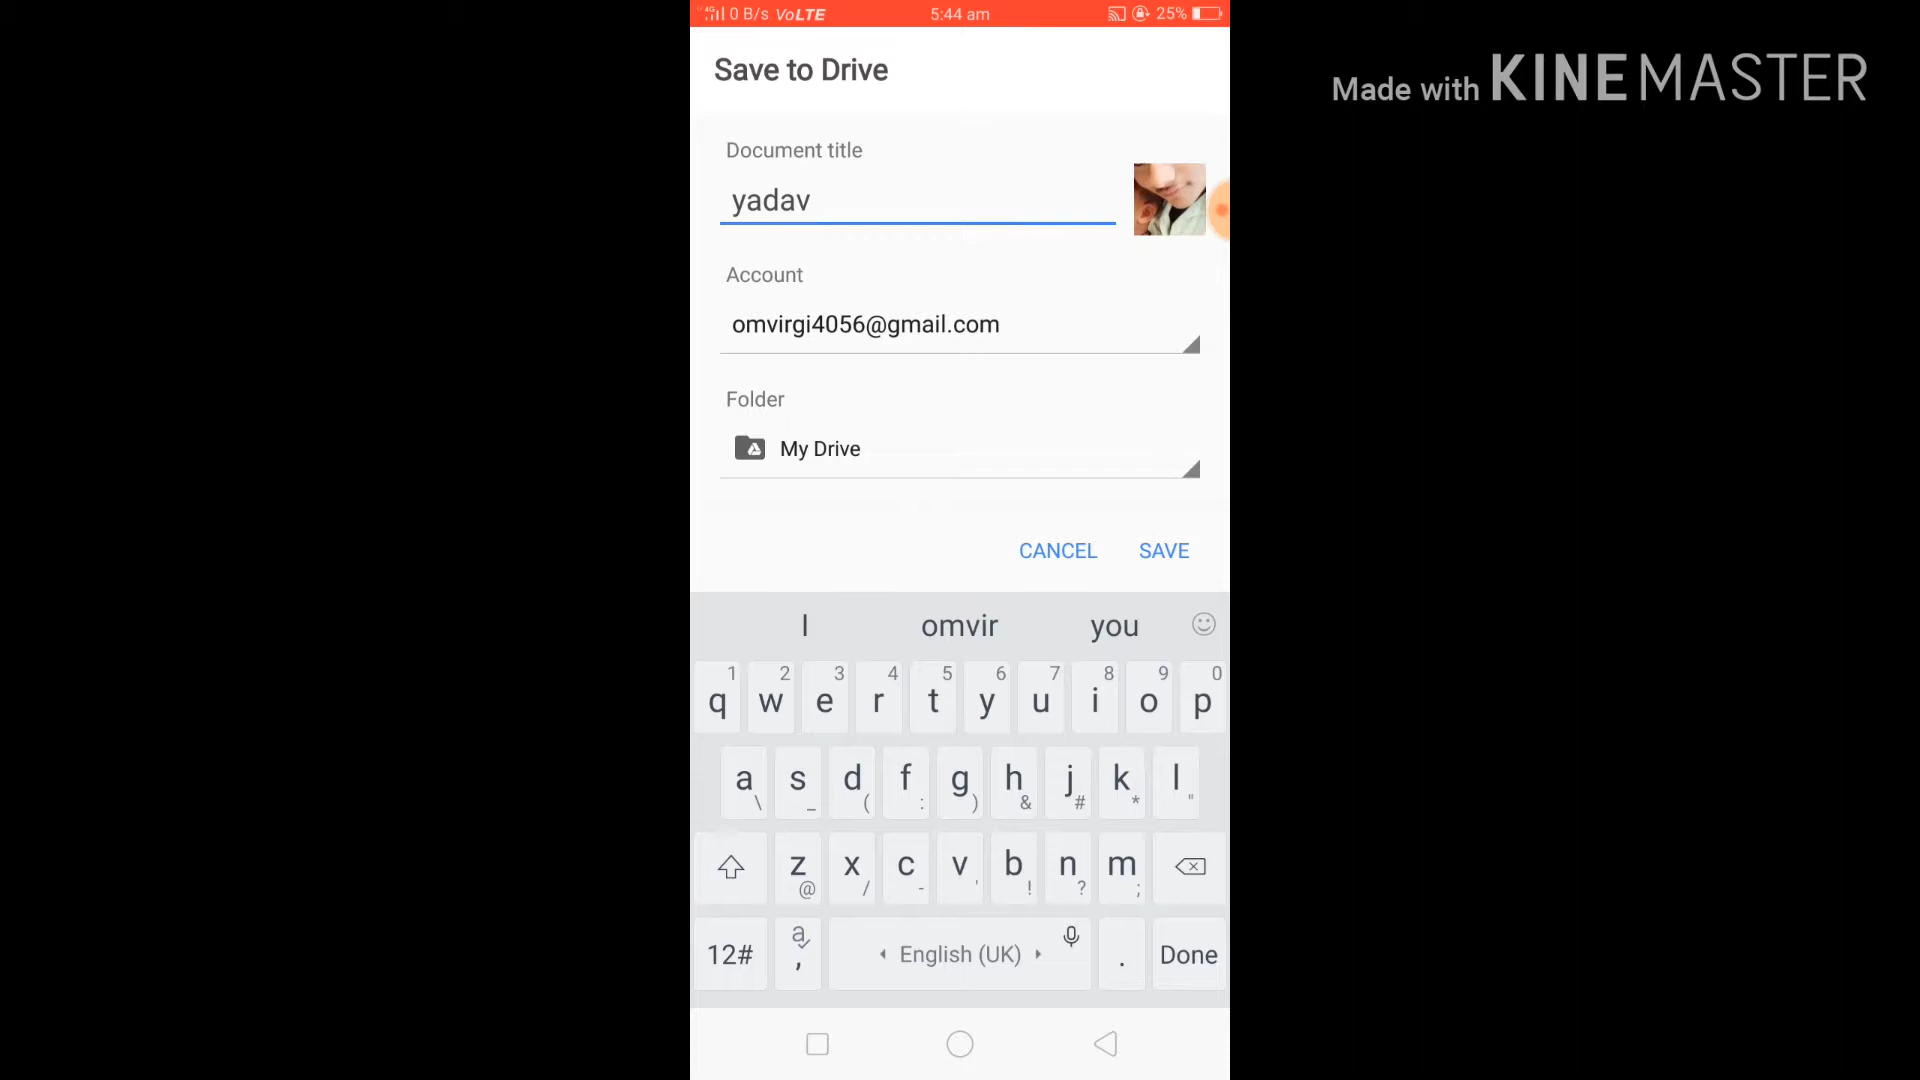 4G 0 B/s VoLTE 5:44 am 25%
Made with KINEMASTER
Save to Drive
Document title
yadav
Account
omvirgi4056@gmail.com
Folder
My Drive
CANCEL SAVE
I omvir you
1 2 3 4 5 6 7 8 9 0
q w e r t y u i o p
a s d f g h j k l
\ _ ( : ) & # * "
z x c v b n m
@ / - ' ! ? ;
12# a , English (UK) . Done